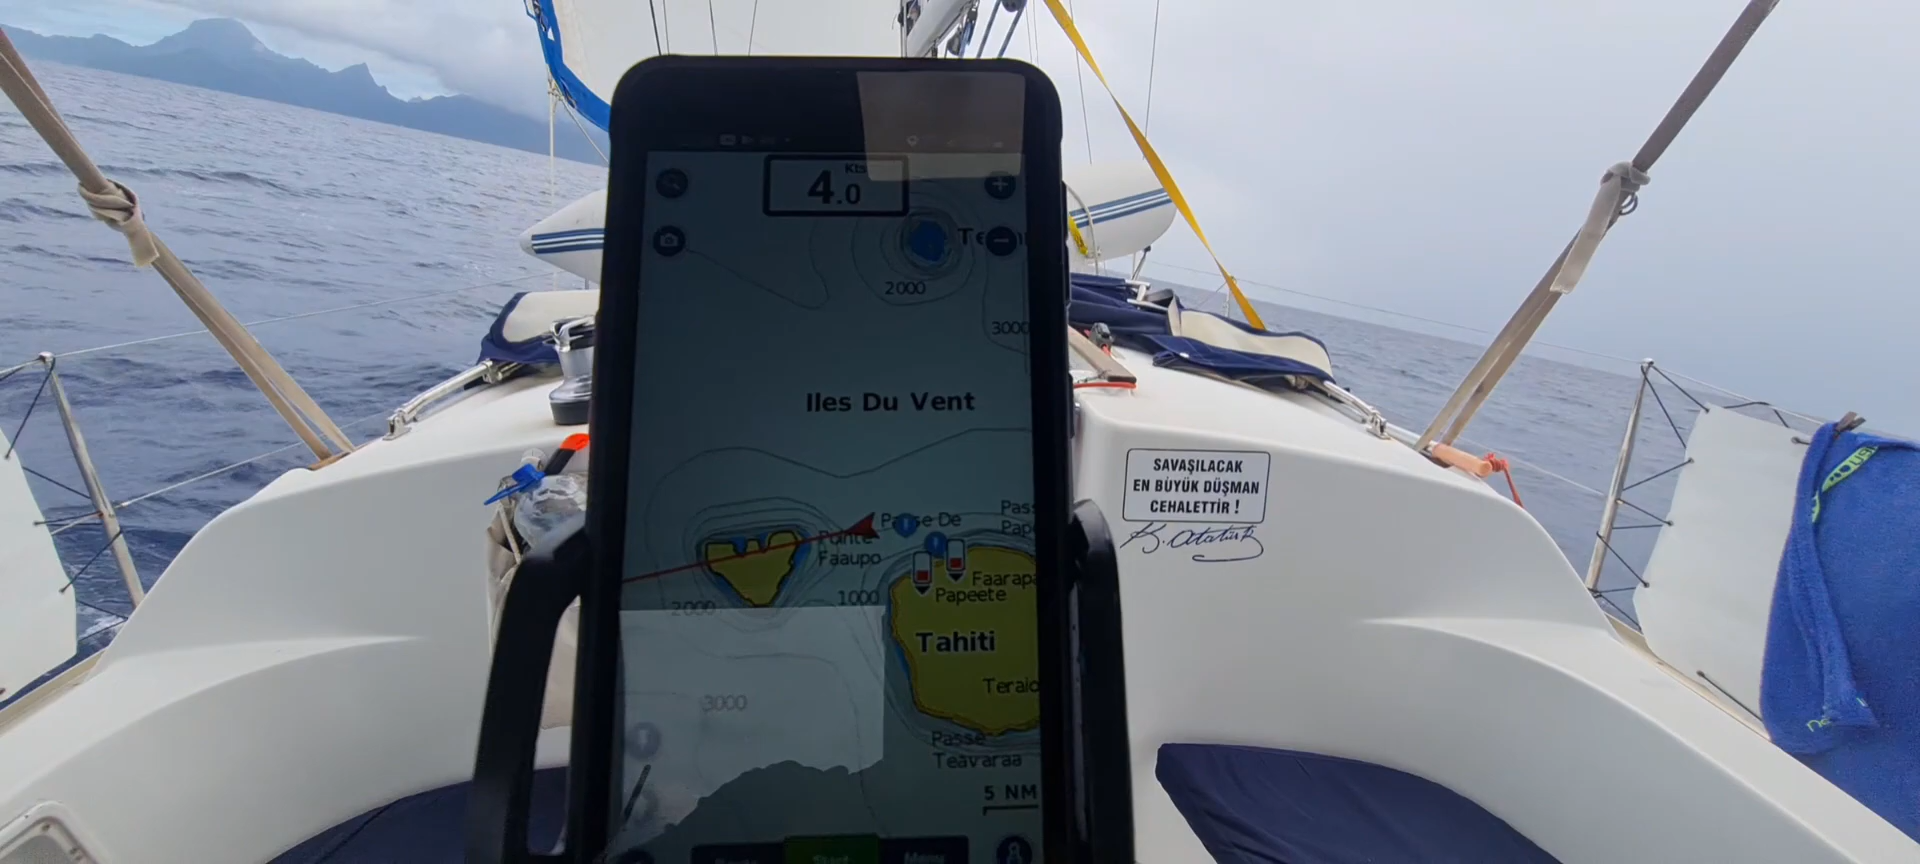 Kts
4.0
2000
3000
Iles Du Vent
Passe De
Pointe
Faaupo
Faarapa
Papeete
1000
2000
Tahiti
3000
Passe
Teavaraa
5 NM
SAVAŞILACAK
EN BÜYÜK DÜŞMAN
CEHALETTİR !
K. Atatürk